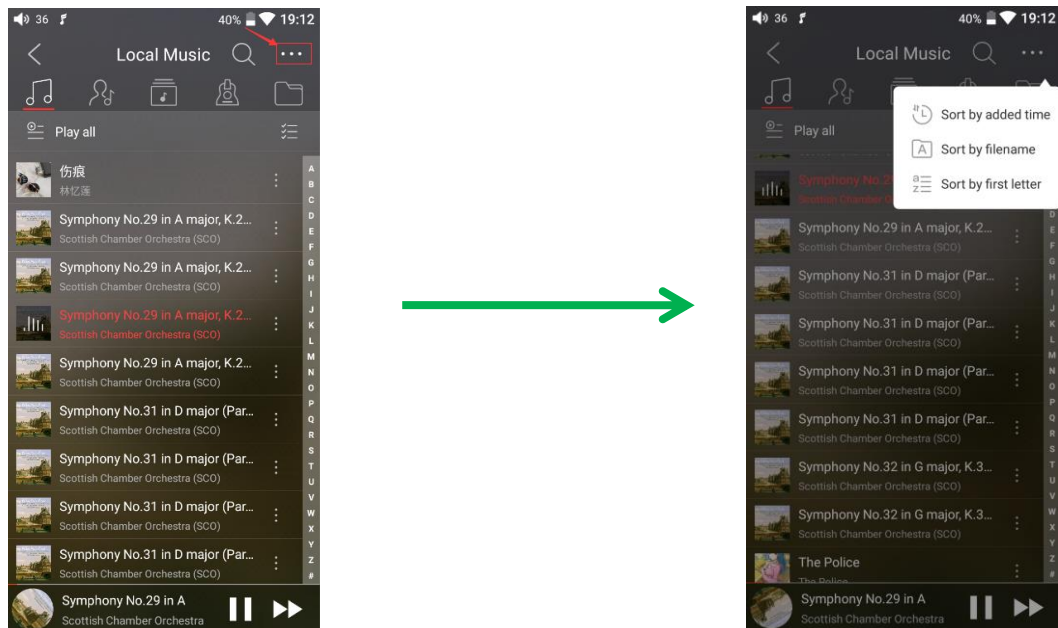 36
40%
19:12
Local Music
Play all
伤痕
林忆莲
Symphony No.29 in A major, K.2...
Scottish Chamber Orchestra (SCO)
Symphony No.29 in A major, K.2...
Scottish Chamber Orchestra (SCO)
Symphony No.29 in A major, K.2...
Scottish Chamber Orchestra (SCO)
Symphony No.29 in A major, K.2...
Scottish Chamber Orchestra (SCO)
Symphony No.31 in D major (Par...
Scottish Chamber Orchestra (SCO)
Symphony No.31 in D major (Par...
Scottish Chamber Orchestra (SCO)
Symphony No.31 in D major (Par...
Scottish Chamber Orchestra (SCO)
Symphony No.31 in D major (Par...
Scottish Chamber Orchestra (SCO)
A
B
C
D
E
F
G
H
I
J
K
L
M
N
O
P
Q
R
S
T
U
V
W
X
Y
Z
#
Symphony No.29 in A
Scottish Chamber Orchestra
36
40%
19:12
Local Music
Play all
Sort by added time
A
Sort by filename
a
z
Sort by first letter
Symphony No.2
Scottish Chamber O
Symphony No.29 in A major, K.2...
Scottish Chamber Orchestra (SCO)
Symphony No.31 in D major (Par...
Scottish Chamber Orchestra (SCO)
Symphony No.31 in D major (Par...
Scottish Chamber Orchestra (SCO)
Symphony No.31 in D major (Par...
Scottish Chamber Orchestra (SCO)
Symphony No.31 in D major (Par...
Scottish Chamber Orchestra (SCO)
Symphony No.32 in G major, K.3...
Scottish Chamber Orchestra (SCO)
Symphony No.32 in G major, K.3...
Scottish Chamber Orchestra (SCO)
The Police
The Police
D
E
F
G
H
I
J
K
L
M
N
O
P
Q
R
S
T
U
V
W
X
Y
Z
#
Symphony No.29 in A
Scottish Chamber Orchestra